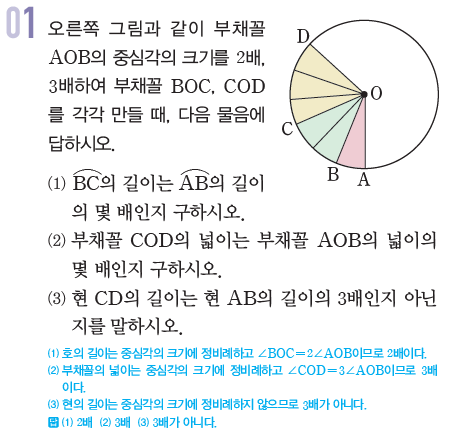 01 오른쪽 그림과 같이 부채꼴
AOB의 중심각의 크기를 2배,
3배하여 부채꼴 BOC, COD
를 각각 만들 때, 다음 물음에
답하시오.
D
O
C
B
A
⑴ BC의 길이는 AB의 길이
의 몇 배인지 구하시오.
⑵ 부채꼴 COD의 넓이는 부채꼴 AOB의 넓이의
몇 배인지 구하시오.
⑶ 현 CD의 길이는 현 AB의 길이의 3배인지 아닌
지를 말하시오.
⑴ 호의 길이는 중심각의 크기에 정비례하고 ∠BOC=2∠AOB이므로 2배이다.
⑵ 부채꼴의 넓이는 중심각의 크기에 정비례하고 ∠COD=3∠AOB이므로 3배
이다.
⑶ 현의 길이는 중심각의 크기에 정비례하지 않으므로 3배가 아니다.
답 ⑴ 2배 ⑵ 3배 ⑶ 3배가 아니다.